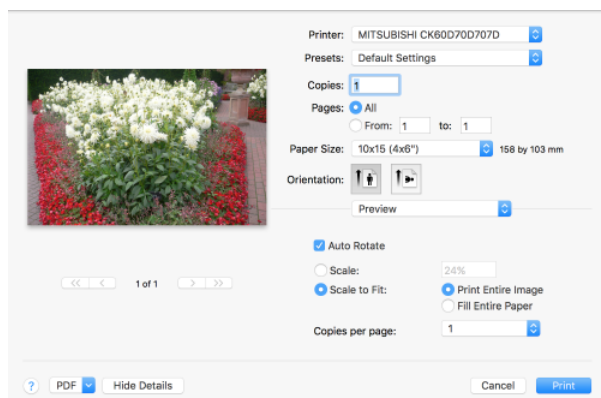 Printer: MITSUBISHI CK60D70D707D
Presets: Default Settings
Copies: 1
Pages: All
From: 1 to: 1
Paper Size: 10x15 (4x6") 158 by 103 mm
Orientation:
Preview
Auto Rotate
Scale: 24%
Scale to Fit: Print Entire Image
Fill Entire Paper
Copies per page: 1
1 of 1
? PDF Hide Details Cancel Print